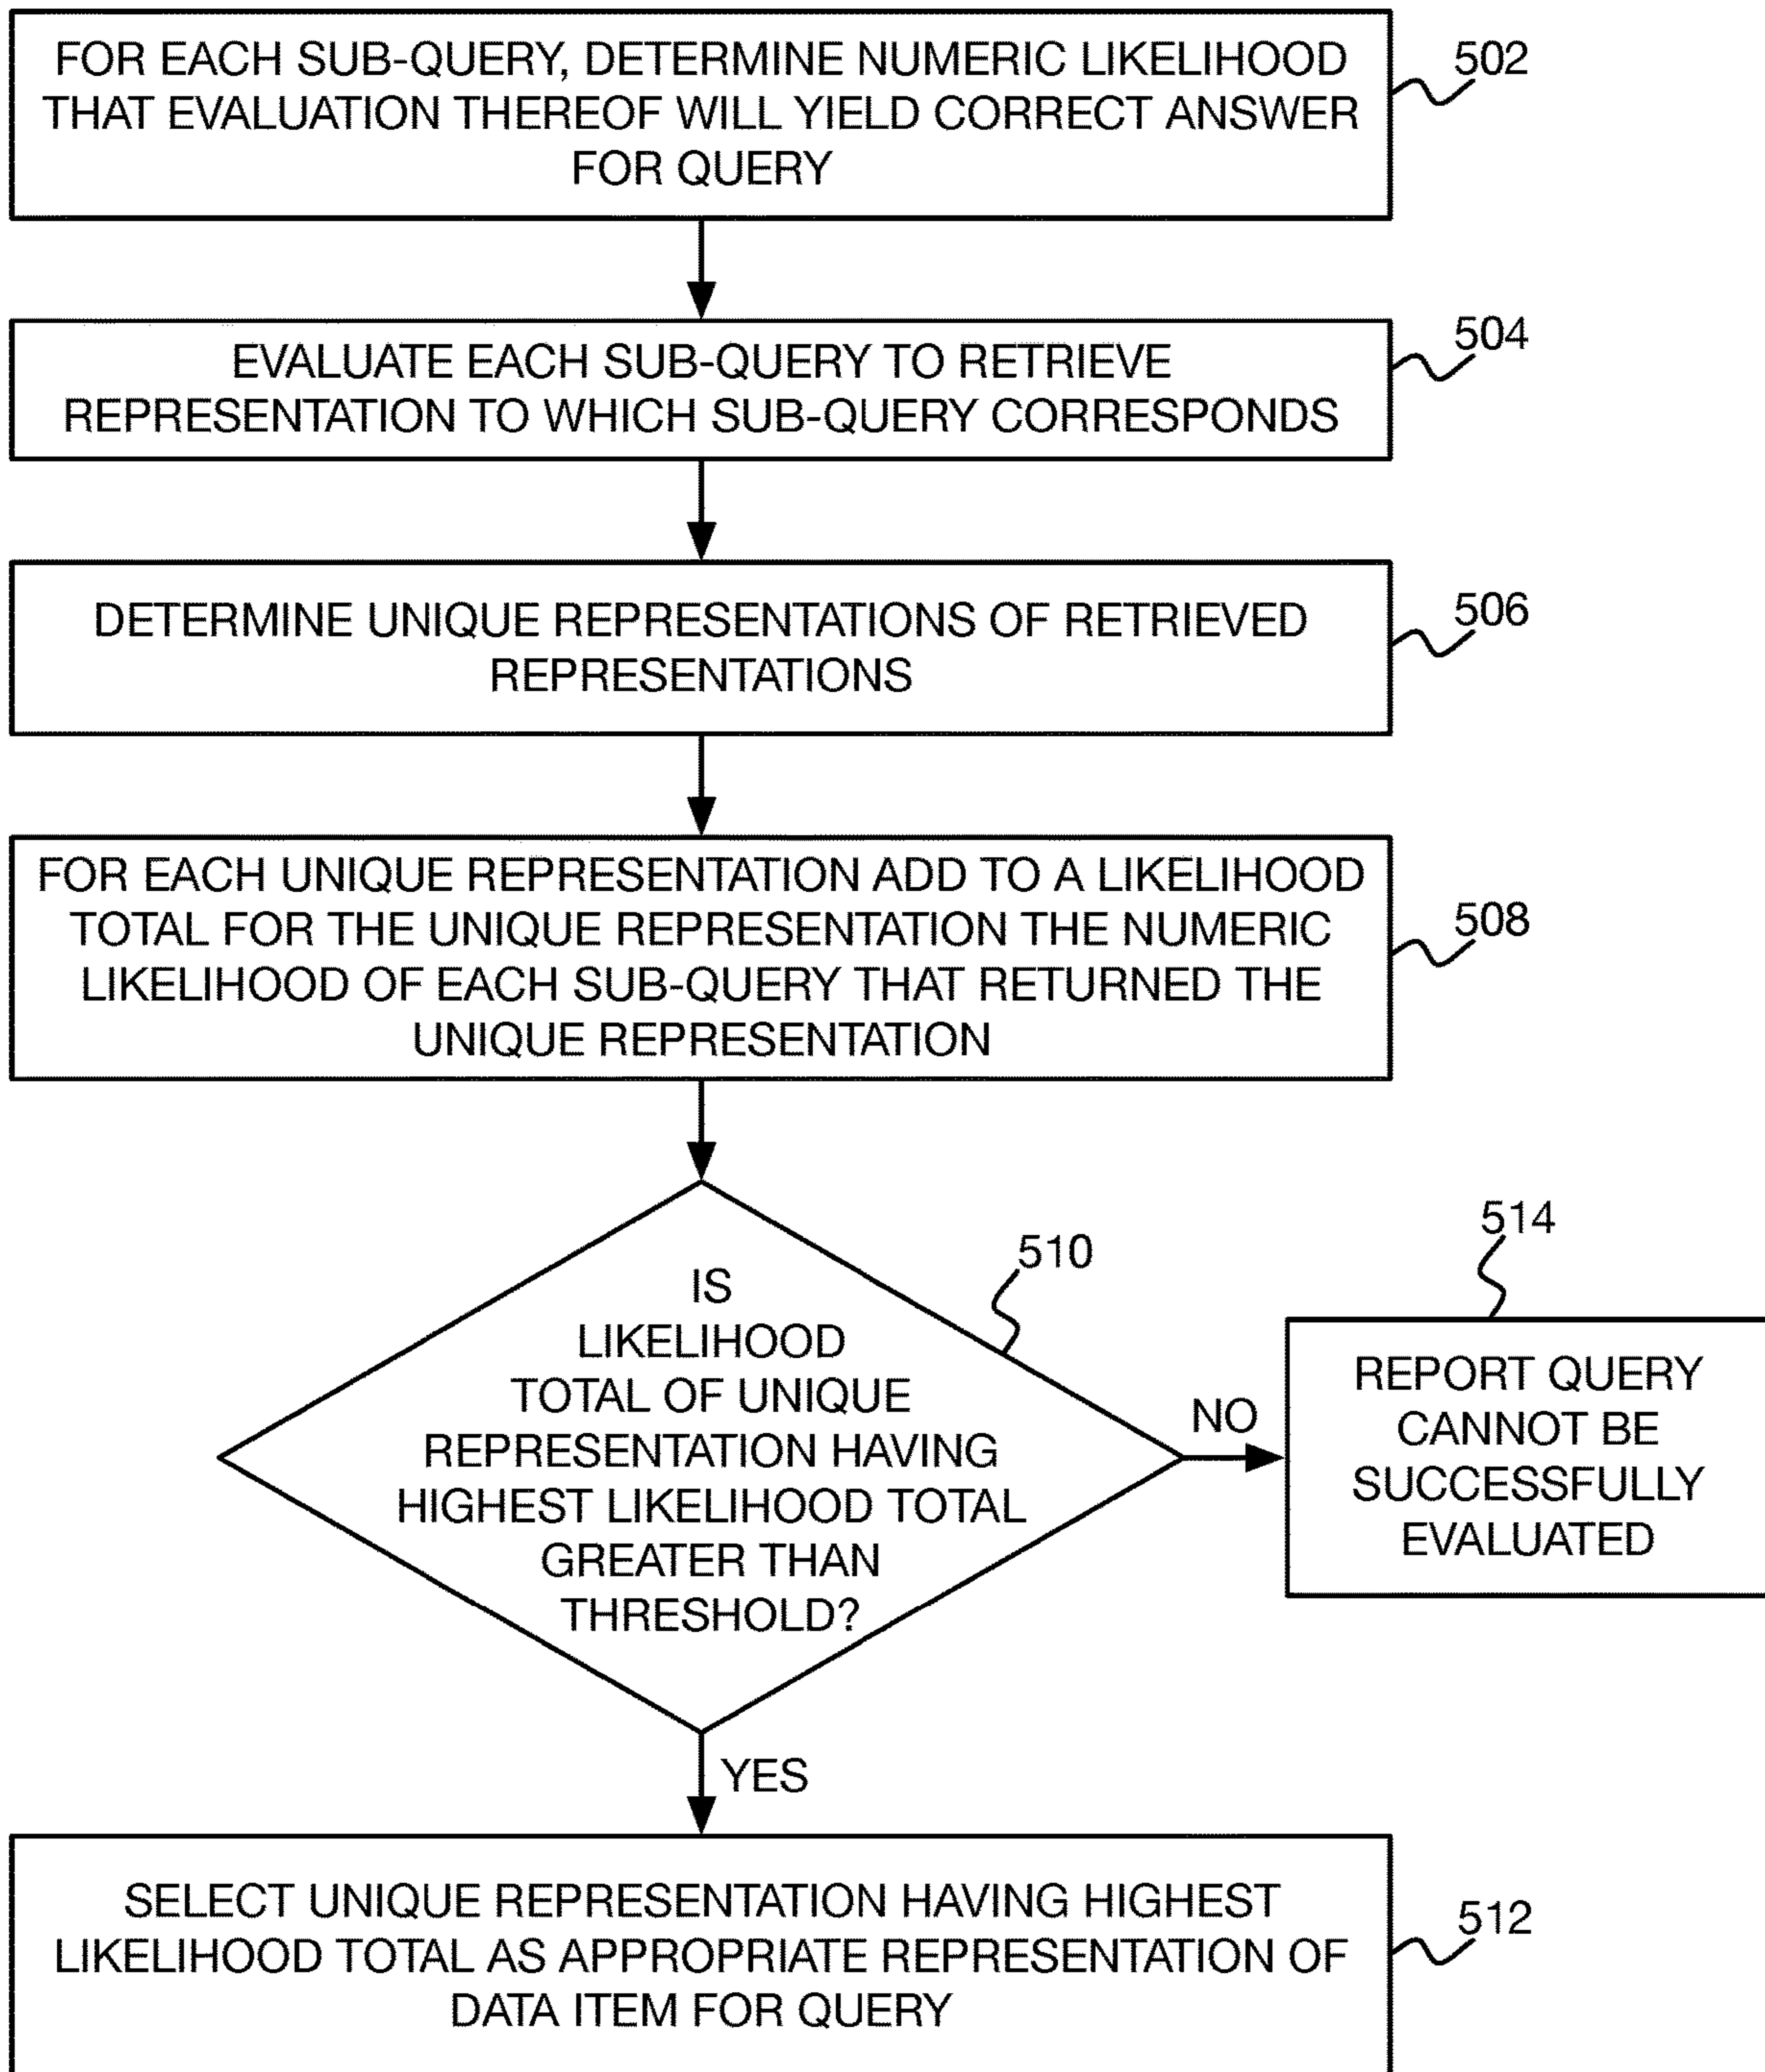 FOR EACH SUB-QUERY, DETERMINE NUMERIC LIKELIHOOD
THAT EVALUATION THEREOF WILL YIELD CORRECT ANSWER
FOR QUERY
502
EVALUATE EACH SUB-QUERY TO RETRIEVE
REPRESENTATION TO WHICH SUB-QUERY CORRESPONDS
504
DETERMINE UNIQUE REPRESENTATIONS OF RETRIEVED
REPRESENTATIONS
506
FOR EACH UNIQUE REPRESENTATION ADD TO A LIKELIHOOD
TOTAL FOR THE UNIQUE REPRESENTATION THE NUMERIC
LIKELIHOOD OF EACH SUB-QUERY THAT RETURNED THE
UNIQUE REPRESENTATION
508
IS
LIKELIHOOD
TOTAL OF UNIQUE
REPRESENTATION HAVING
HIGHEST LIKELIHOOD TOTAL
GREATER THAN
THRESHOLD?
510
NO
514
REPORT QUERY
CANNOT BE
SUCCESSFULLY
EVALUATED
YES
SELECT UNIQUE REPRESENTATION HAVING HIGHEST
LIKELIHOOD TOTAL AS APPROPRIATE REPRESENTATION OF
DATA ITEM FOR QUERY
512